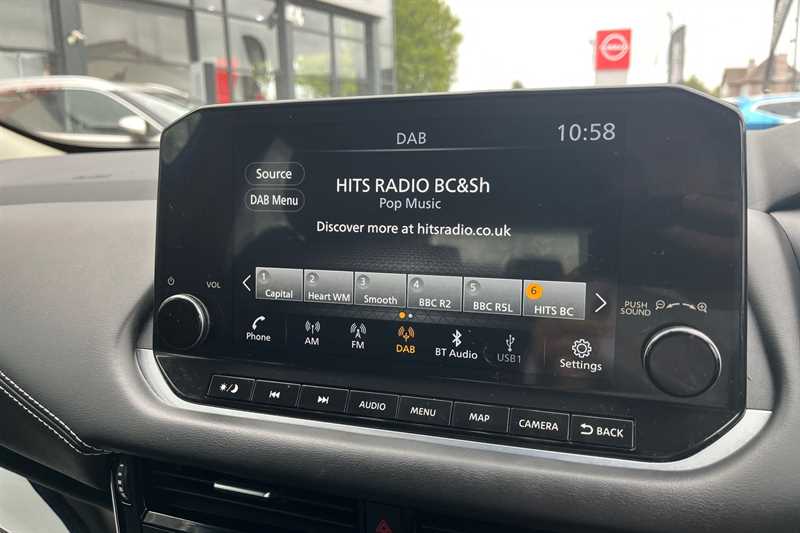 DAB
10:58
Source
DAB Menu
HITS RADIO BC&Sh
Pop Music
Discover more at hitsradio.co.uk
1 2 3 4 5 6
Capital Heart WM Smooth BBC R2 BBC R5L HITS BC
VOL
PUSH
SOUND
Phone AM FM DAB BT Audio USB1 Settings
AUDIO MENU MAP CAMERA BACK